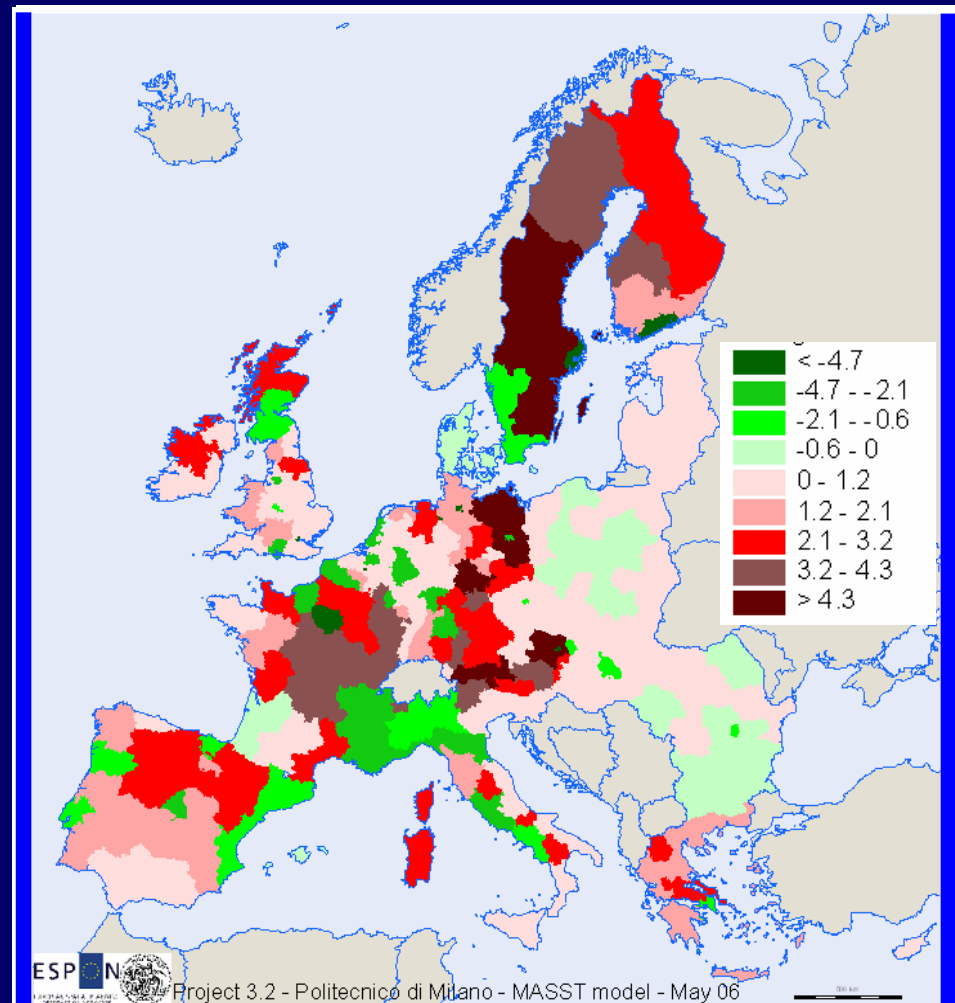 < -4.7
-4.7 - -2.1
-2.1 - -0.6
-0.6 - 0
0 - 1.2
1.2 - 2.1
2.1 - 3.2
3.2 - 4.3
> 4.3
ESPON
Project 3.2 - Politecnico di Milano - MASST model - May 06